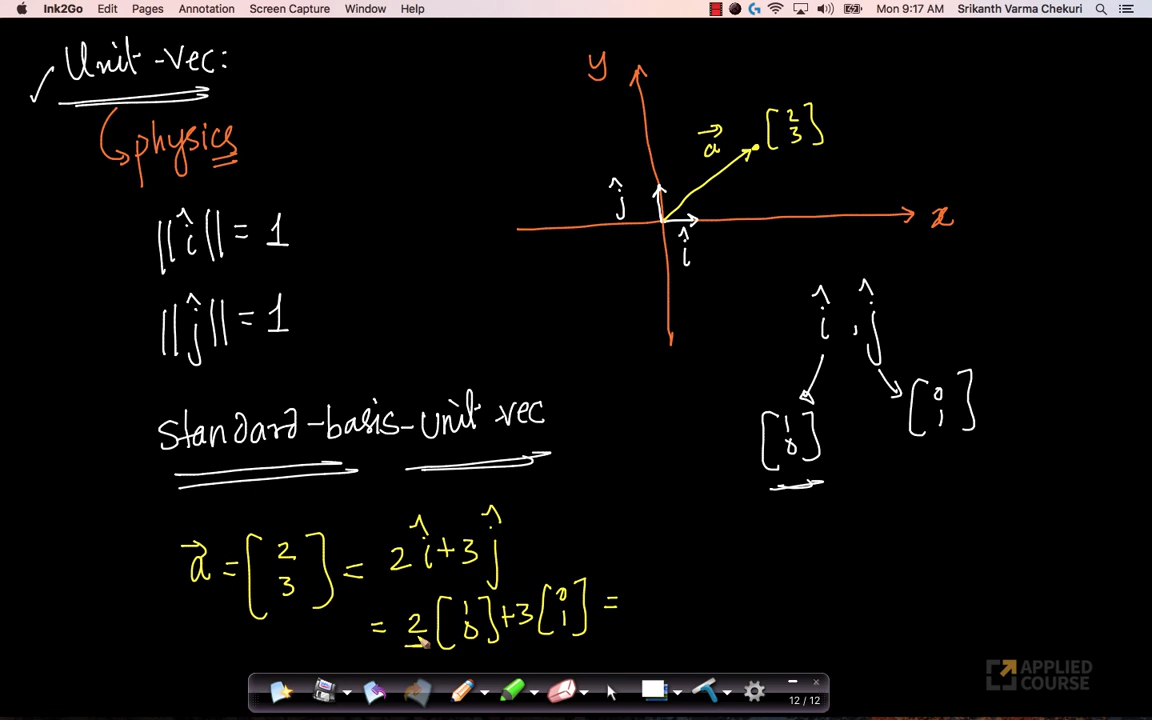 Ink2Go Edit Pages Annotation Screen Capture Window Help Mon 9:17 AM Srikanth Varma Chekuri
Unit-vec:
physics
||î|| = 1
||ĵ|| = 1
y
x
a⃗
[2 3]
ĵ
î
î , ĵ
[1 0]
[0 1]
Standard-basis-unit vec
a⃗ = [2 3] = 2î + 3ĵ
= 2[1 0] + 3[0 1] =
12/12
APPLIED
COURSE